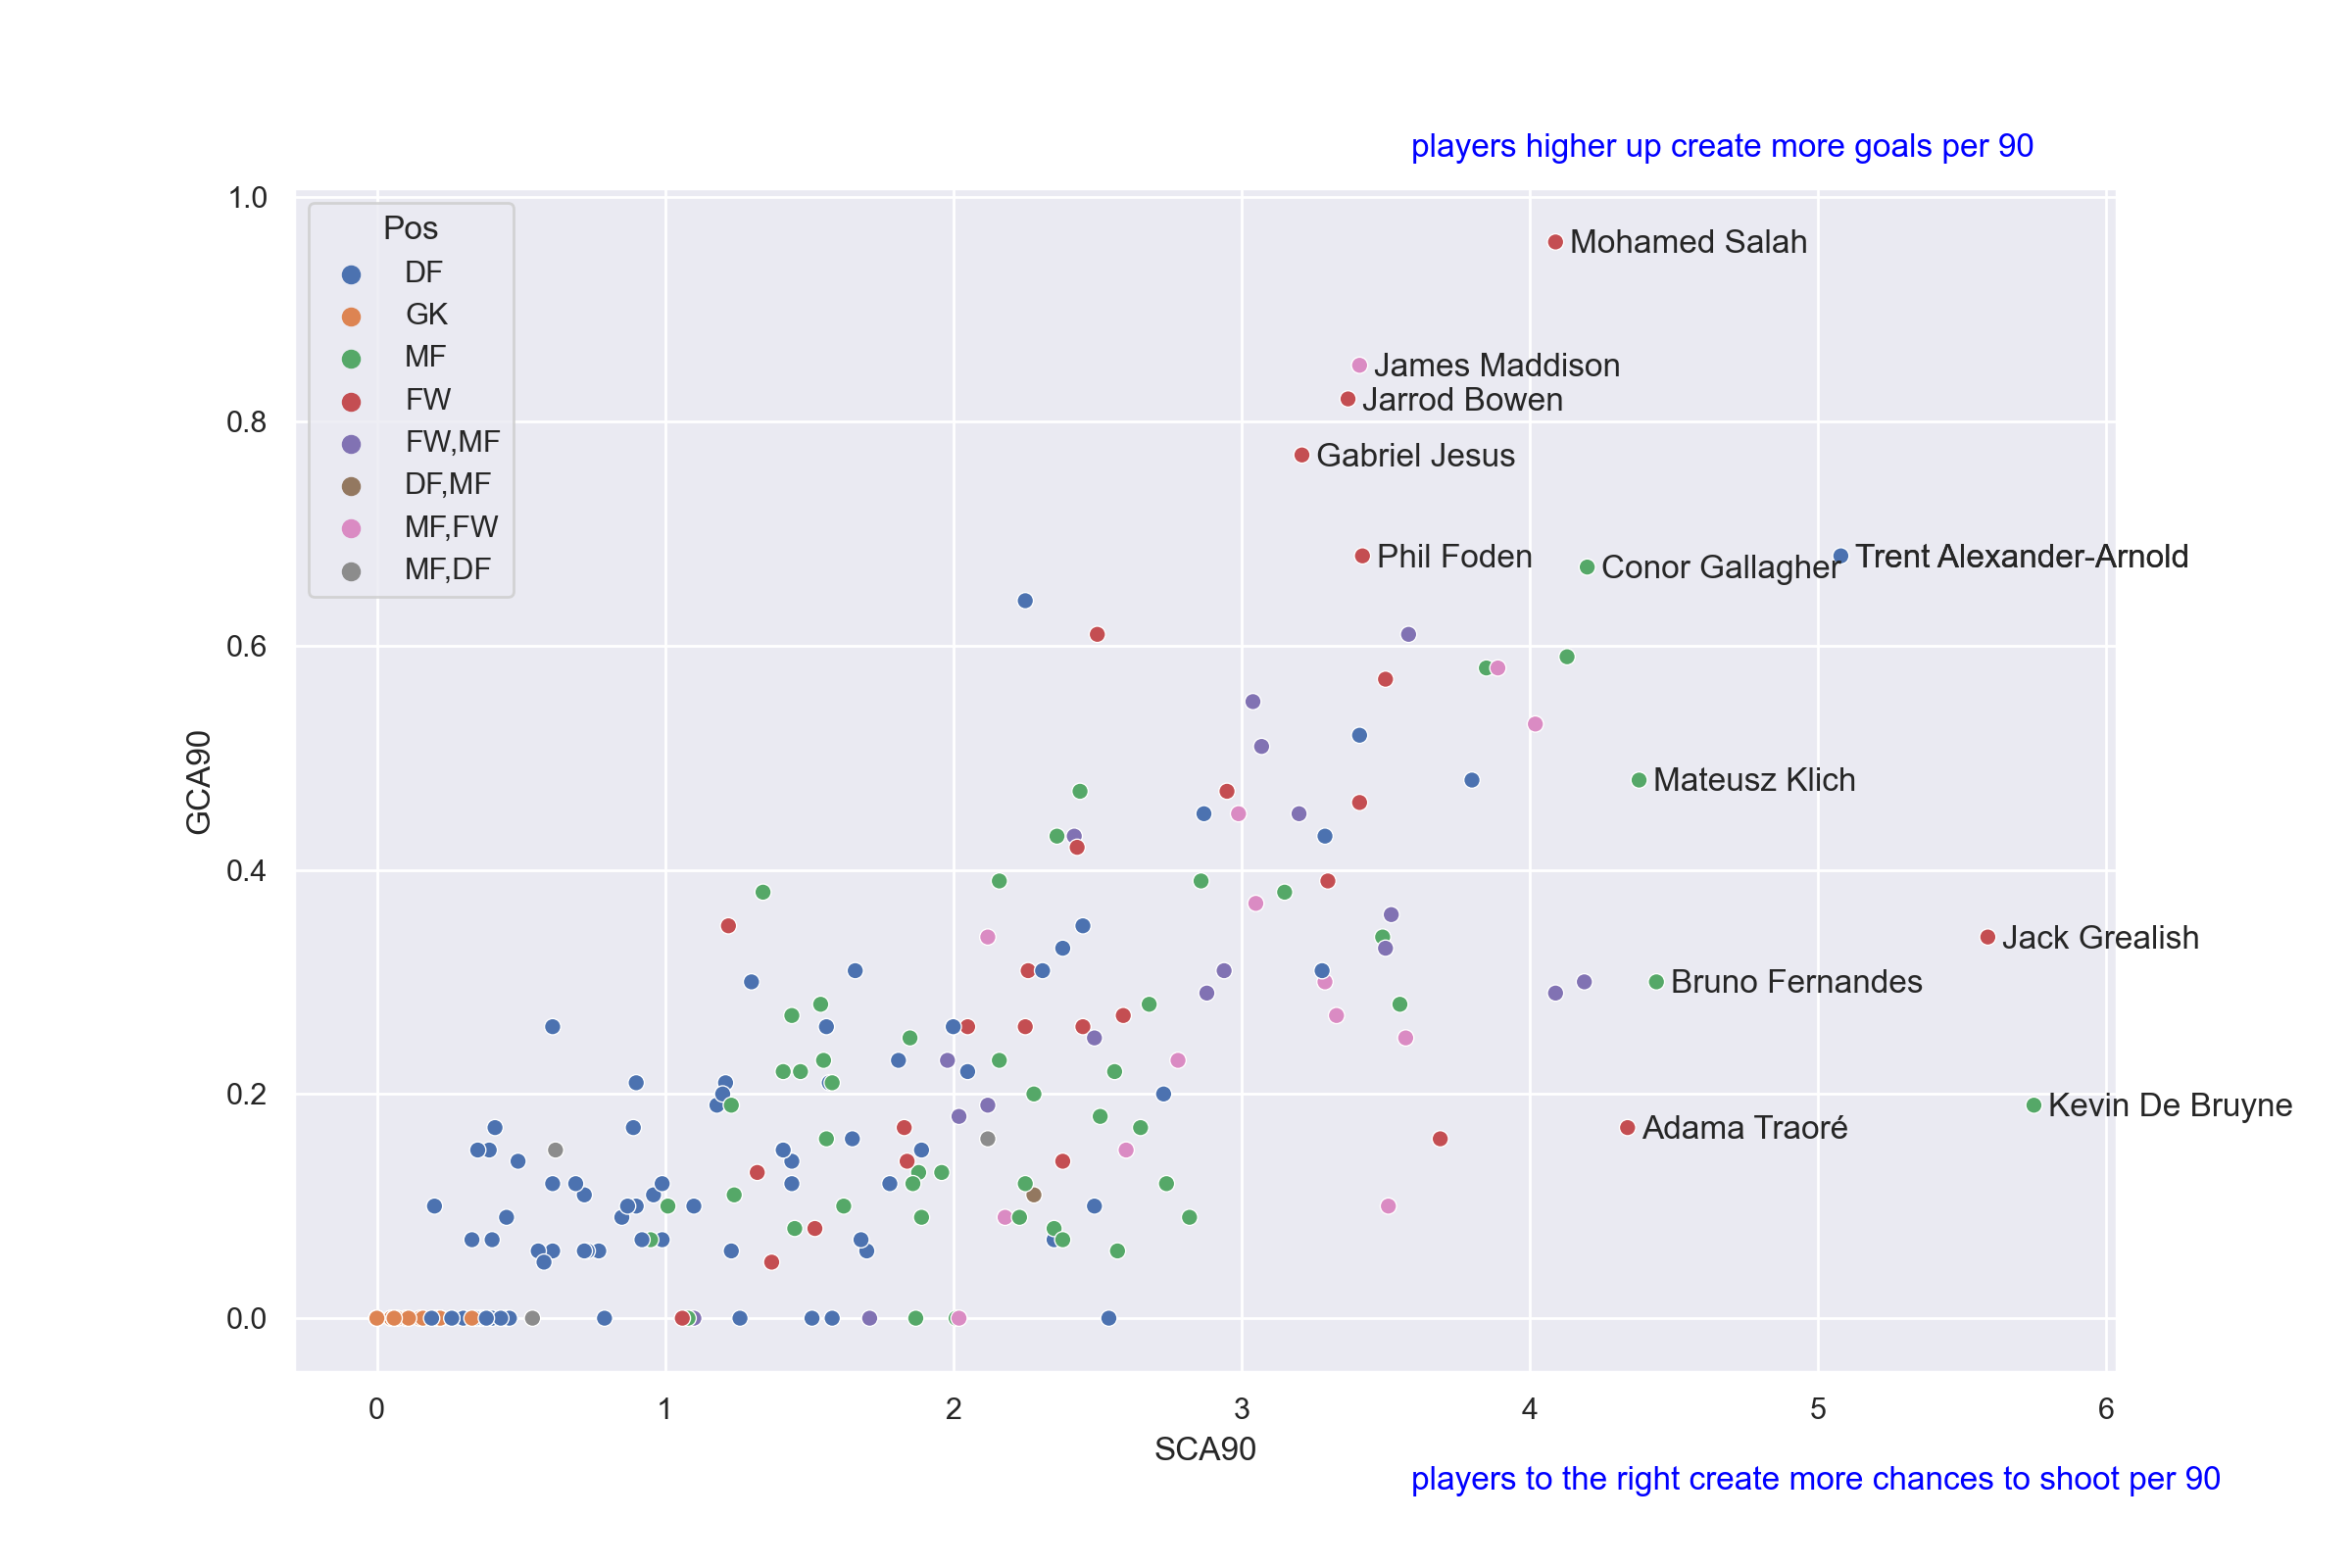 players higher up create more goals per 90
1.0
0.8
0.6
0.4
0.2
0.0
GCA90
Pos
DF
GK
MF
FW
FW,MF
DF,MF
MF,FW
MF,DF
Mohamed Salah
James Maddison
Jarrod Bowen
Gabriel Jesus
Phil Foden
Conor Gallagher
Trent Alexander-Arnold
Mateusz Klich
Jack Grealish
Bruno Fernandes
Kevin De Bruyne
Adama Traoré
0 1 2 3 4 5 6
SCA90
players to the right create more chances to shoot per 90